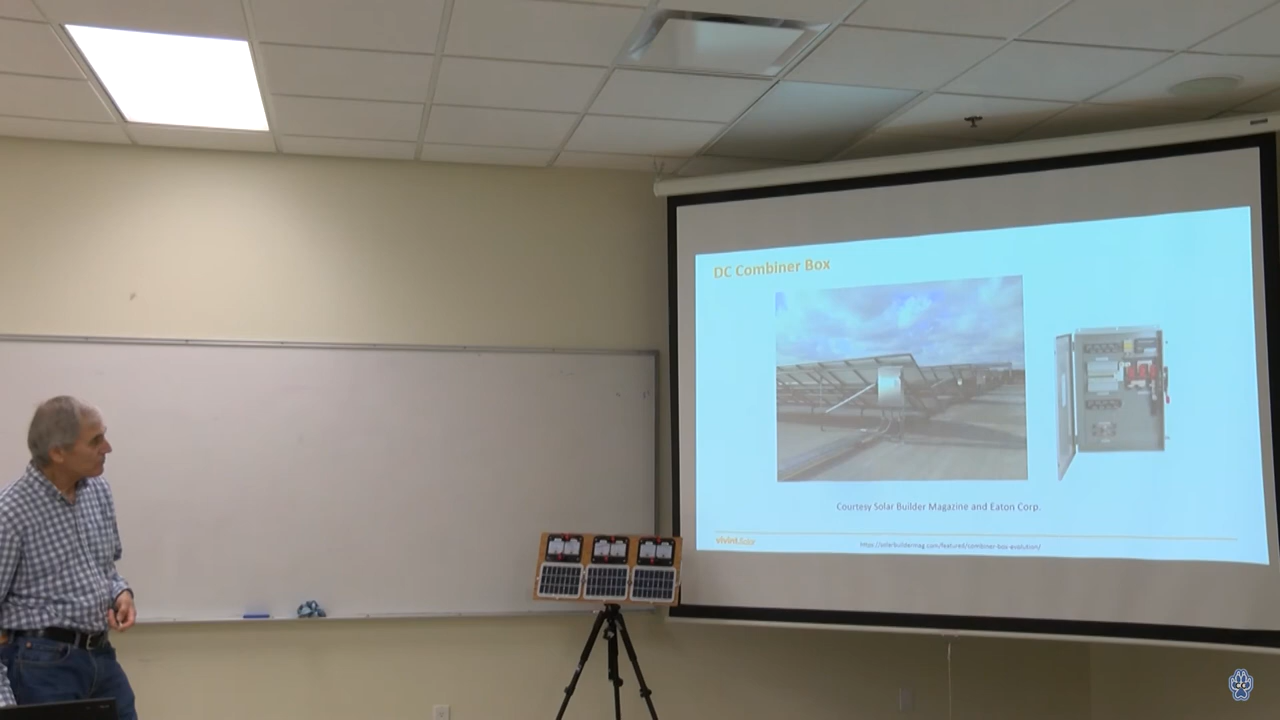 DC Combiner Box
Courtesy Solar Builder Magazine and Eaton Corp.
vivint.Solar
https://solarbuildermag.com/featured/combiner-box-evolution/